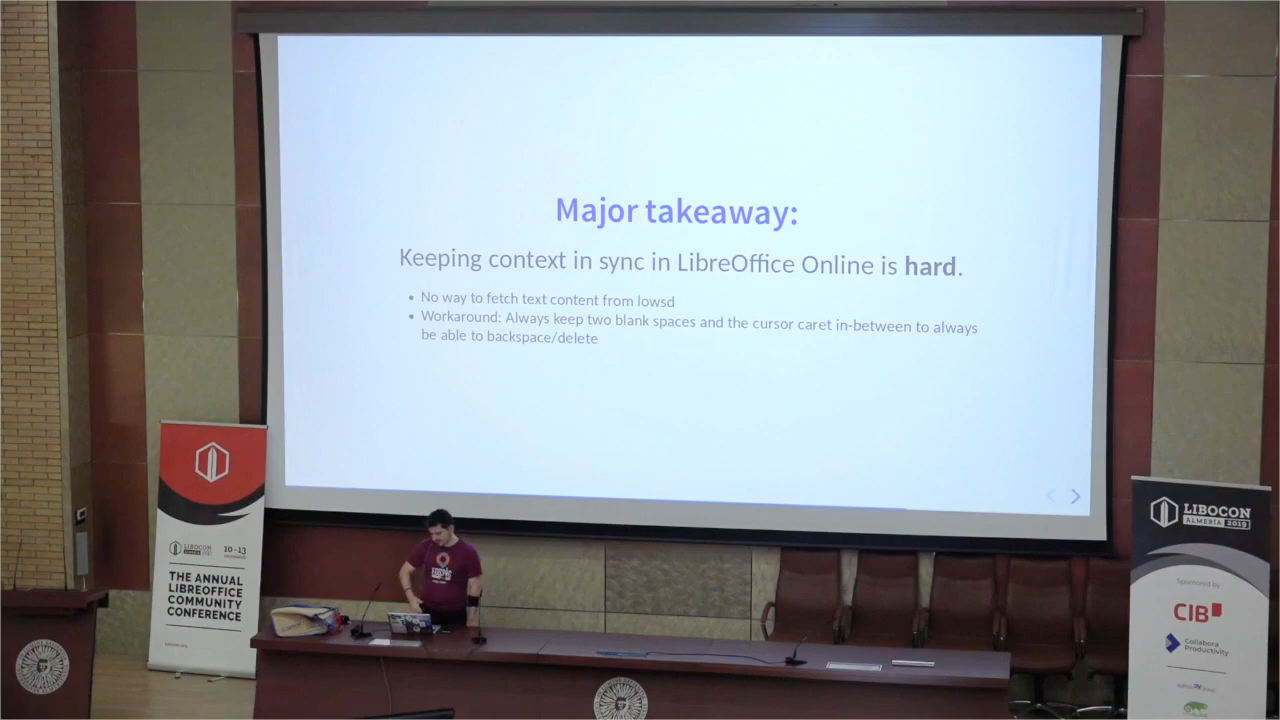 Major takeaway:
Keeping context in sync in LibreOffice Online is hard.
No way to fetch text content from lowsd
Workaround: Always keep two blank spaces and the cursor caret in-between to always
be able to backspace/delete
LIBOCON
10-13
THE ANNUAL
LIBREOFFICE
COMMUNITY
CONFERENCE
LIBOCON
ALMERÍA 2019
Sponsored by
CIB
Collabora
Productivity